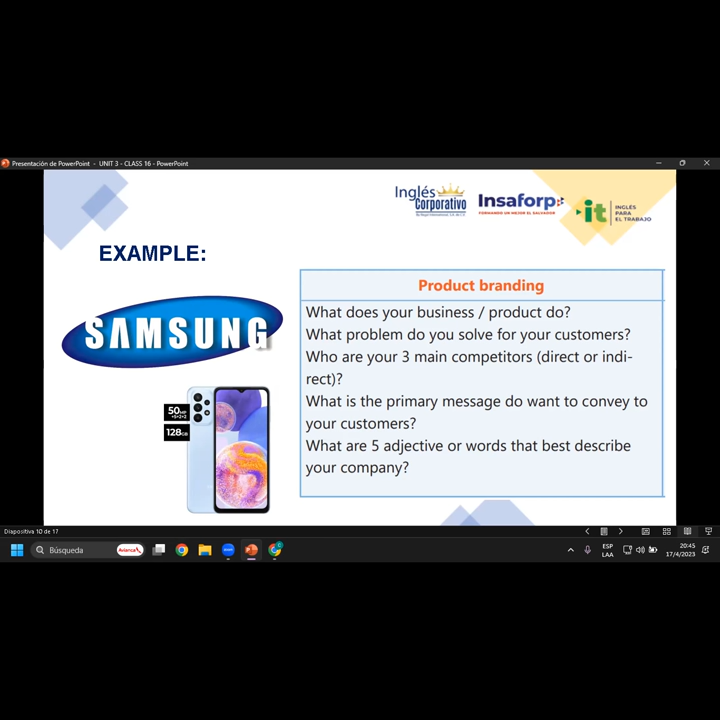 Presentación de PowerPoint - UNIT 3 - CLASS 16 - PowerPoint
Inglés
Corporativo
Insaforp
FORMANDO UN MEJOR EL SALVADOR
it
INGLÉS
PARA
EL TRABAJO
EXAMPLE:
SAMSUNG
50MP
128GB
Product branding
What does your business / product do?
What problem do you solve for your customers?
Who are your 3 main competitors (direct or indi-
rect)?
What is the primary message do want to convey to
your customers?
What are 5 adjective or words that best describe
your company?
Diapositiva 10 de 17
Búsqueda
Avianca
ESP
LAA
20:45
17/4/2023